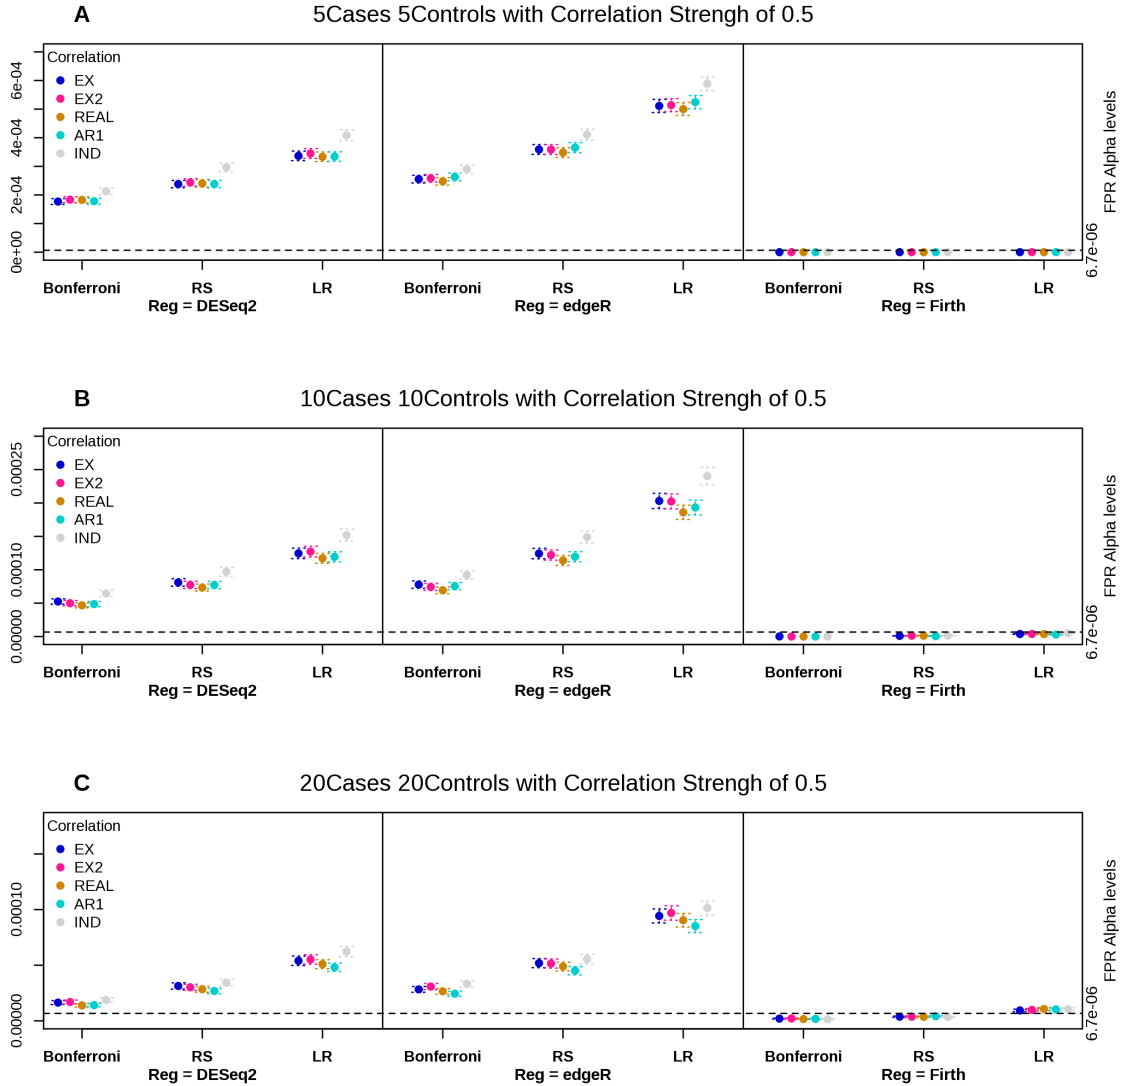 A
5Cases 5Controls with Correlation Strengh of 0.5
Correlation
EX
EX2
REAL
AR1
IND
0e+00 2e-04 4e-04 6e-04
FPR Alpha levels
6.7e-06
Bonferroni RS LR Bonferroni RS LR Bonferroni RS LR
Reg = DESeq2 Reg = edgeR Reg = Firth
B
10Cases 10Controls with Correlation Strengh of 0.5
Correlation
EX
EX2
REAL
AR1
IND
0.00000 0.00010 0.00025
FPR Alpha levels
6.7e-06
Bonferroni RS LR Bonferroni RS LR Bonferroni RS LR
Reg = DESeq2 Reg = edgeR Reg = Firth
C
20Cases 20Controls with Correlation Strengh of 0.5
Correlation
EX
EX2
REAL
AR1
IND
0.00000 0.00010
FPR Alpha levels
6.7e-06
Bonferroni RS LR Bonferroni RS LR Bonferroni RS LR
Reg = DESeq2 Reg = edgeR Reg = Firth